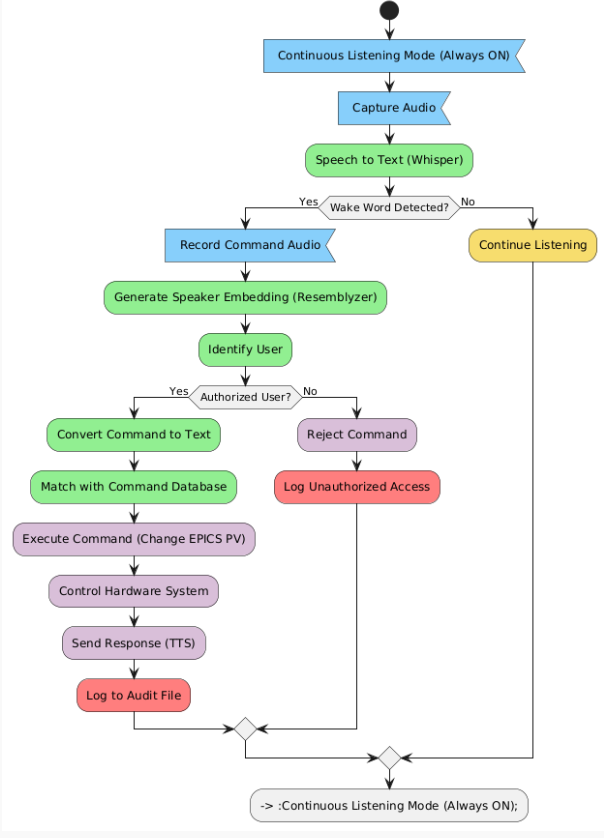 Continuous Listening Mode (Always ON)
Capture Audio
Speech to Text (Whisper)
Yes
Wake Word Detected?
No
Record Command Audio
Continue Listening
Generate Speaker Embedding (Resemblyzer)
Identify User
Yes
Authorized User?
No
Convert Command to Text
Reject Command
Match with Command Database
Log Unauthorized Access
Execute Command (Change EPICS PV)
Control Hardware System
Send Response (TTS)
Log to Audit File
-> :Continuous Listening Mode (Always ON);